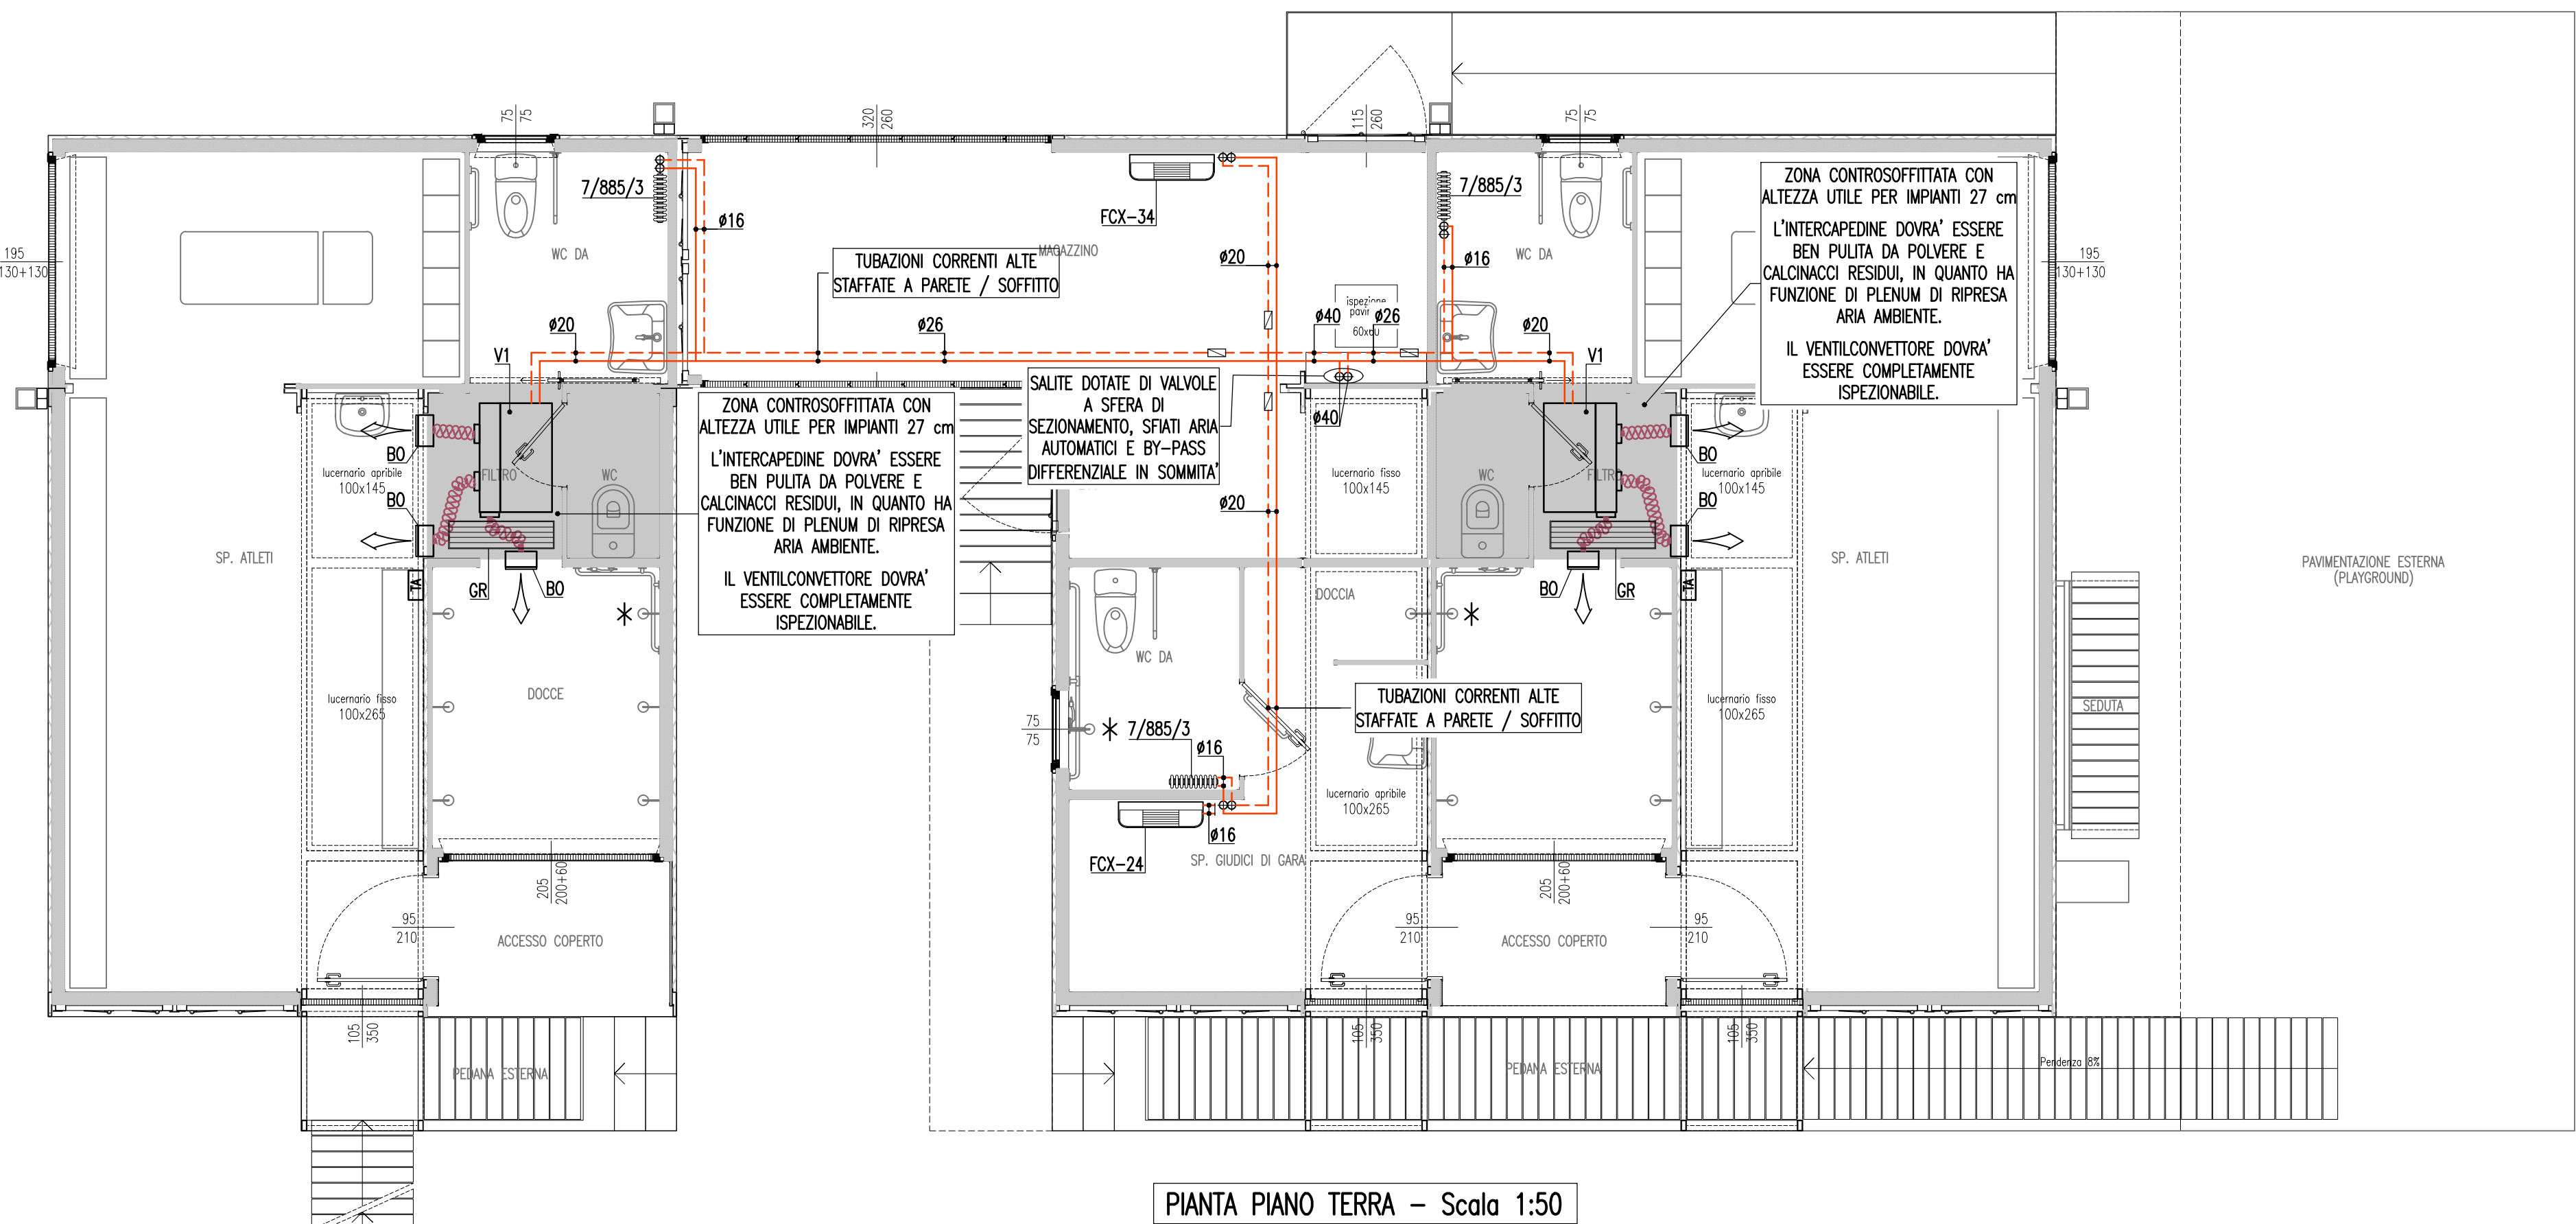 75
75
320
260
115
260
75
75
195
130+130
7/885/3
ø16
WC DA
FCX-34
MAGAZZINO
TUBAZIONI CORRENTI ALTE
STAFFATE A PARETE / SOFFITTO
ø20
7/885/3
ø16
WC DA
ZONA CONTROSOFFITTATA CON
ALTEZZA UTILE PER IMPIANTI 27 cm
L'INTERCAPEDINE DOVRA' ESSERE
BEN PULITA DA POLVERE E
CALCINACCI RESIDUI, IN QUANTO HA
FUNZIONE DI PLENUM DI RIPRESA
ARIA AMBIENTE.
IL VENTILCONVETTORE DOVRA'
ESSERE COMPLETAMENTE
ISPEZIONABILE.
195
130+130
ispezione
60x60
ø20
ø26
ø40
ø26
ø20
V1
V1
SALITE DOTATE DI VALVOLE
A SFERA DI
SEZIONAMENTO, SFIATI ARIA
AUTOMATICI E BY-PASS
DIFFERENZIALE IN SOMMITA'
ø40
ZONA CONTROSOFFITTATA CON
ALTEZZA UTILE PER IMPIANTI 27 cm
L'INTERCAPEDINE DOVRA' ESSERE
BEN PULITA DA POLVERE E
CALCINACCI RESIDUI, IN QUANTO HA
FUNZIONE DI PLENUM DI RIPRESA
ARIA AMBIENTE.
IL VENTILCONVETTORE DOVRA'
ESSERE COMPLETAMENTE
ISPEZIONABILE.
BO
lucernario apribile
100x145
FILTRO
WC
BO
lucernario fisso
100x145
WC
FILTRO
BO
lucernario apribile
100x145
BO
ø20
SP. ATLETI
TA
GR
BO
DOCCIA
BO
GR
TA
SP. ATLETI
PAVIMENTAZIONE ESTERNA
(PLAYGROUND)
WC DA
DOCCE
lucernario fisso
100x265
TUBAZIONI CORRENTI ALTE
STAFFATE A PARETE / SOFFITTO
lucernario fisso
100x265
SEDUTA
75
75
7/885/3
ø16
lucernario apribile
100x265
ø16
FCX-24
SP. GIUDICI DI GARA
205
200+60
205
200+60
95
210
ACCESSO COPERTO
95
210
ACCESSO COPERTO
95
210
105
350
105
350
105
350
PEDANA ESTERNA
PEDANA ESTERNA
Pendenza 8%
PIANTA PIANO TERRA - Scala 1:50